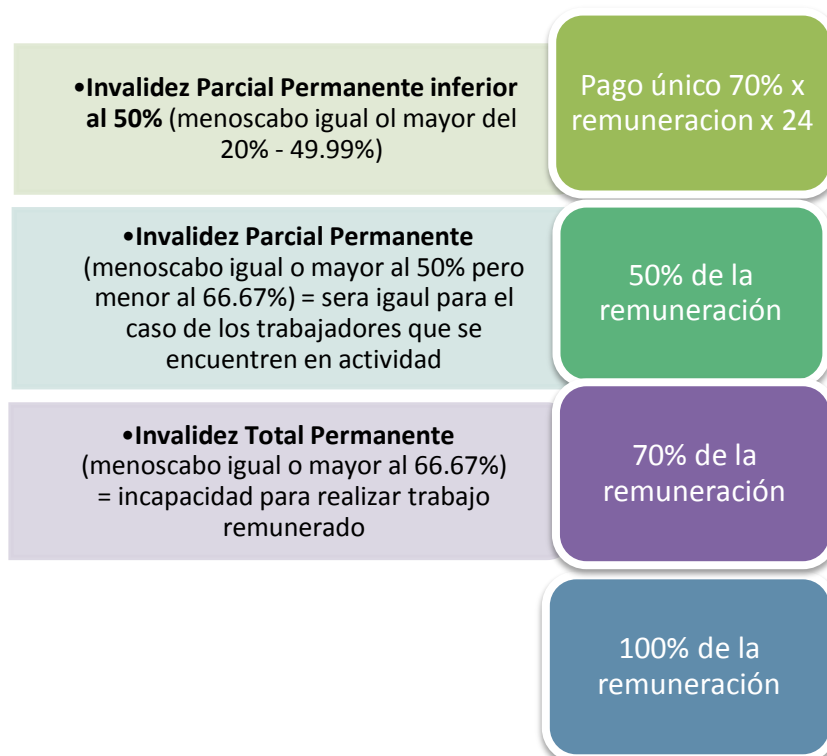 •Invalidez Parcial Permanente inferior
al 50% (menoscabo igual ol mayor del
20% - 49.99%)
Pago único 70% x
remuneracion x 24
•Invalidez Parcial Permanente
(menoscabo igual o mayor al 50% pero
menor al 66.67%) = sera igaul para el
caso de los trabajadores que se
encuentren en actividad
50% de la
remuneración
•Invalidez Total Permanente
(menoscabo igual o mayor al 66.67%)
= incapacidad para realizar trabajo
remunerado
70% de la
remuneración
100% de la
remuneración